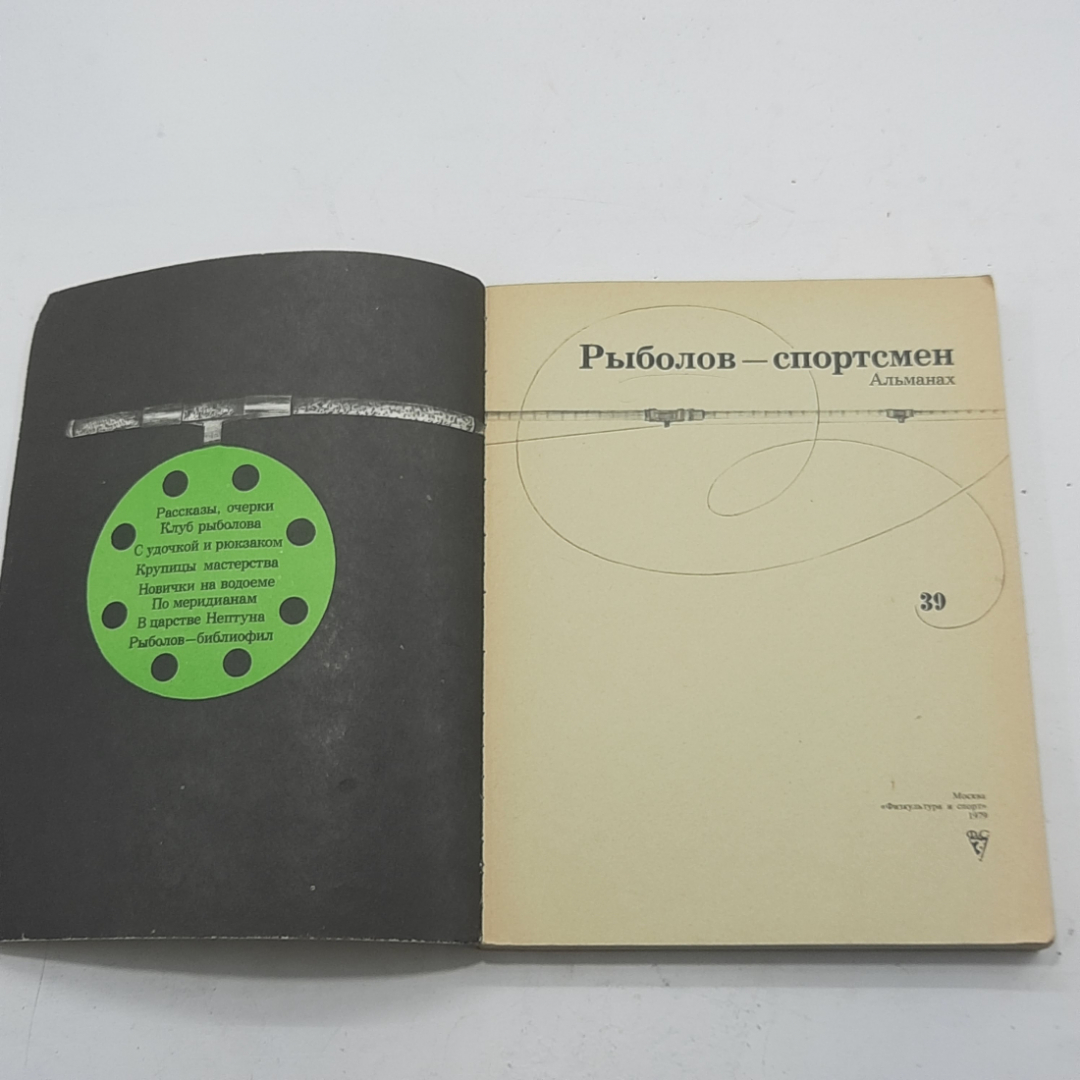 Рассказы, очерки
Клуб рыболова
С удочкой и рюкзаком
Крупицы мастерства
Новички на водоеме
По меридианам
В царстве Нептуна
Рыболов—библиофил
Рыболов — спортсмен
Альманах
39
Москва
«Физкультура и спорт»
1979
ФиС